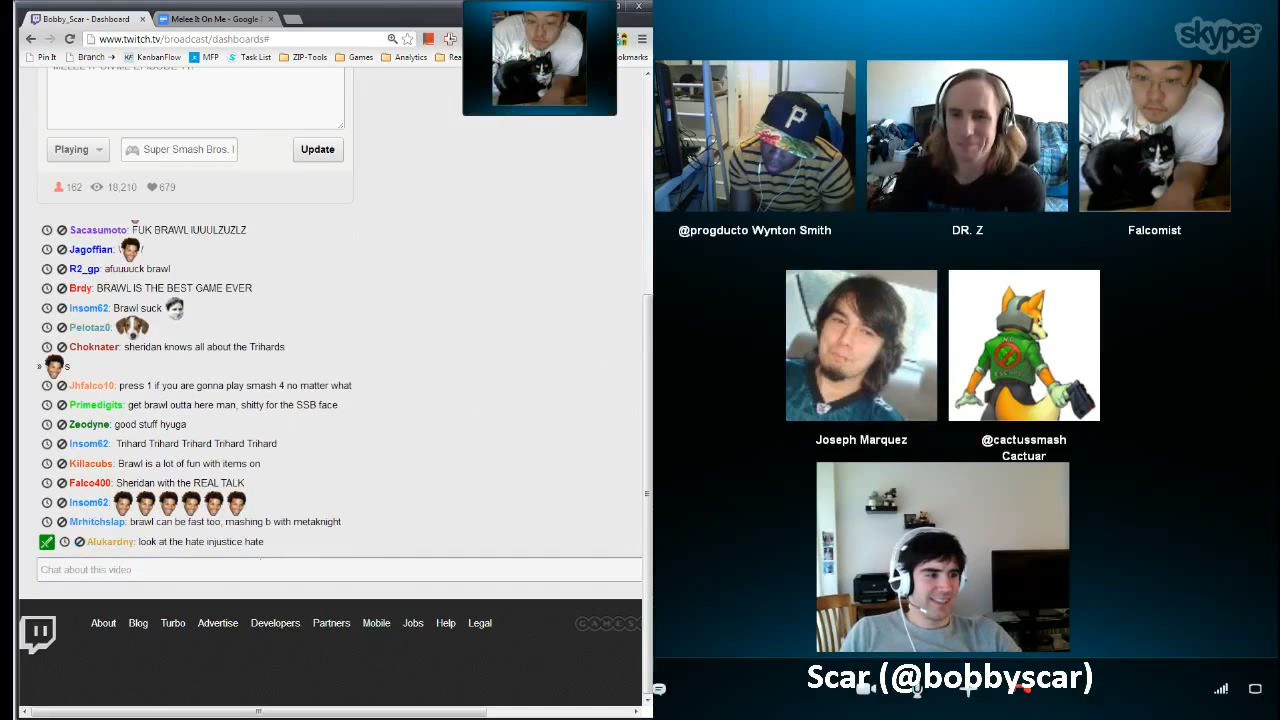 Bobby_Scar - Dashboard
Melee It On Me - Google
www.twitch.tv/broadcast/dashboards#
Pin It
Branch →
KanbanFlow
MFP
Task List
ZIP-Tools
Games
Analytics
Rea
okmarks
Playing
Super Smash Bros.
Update
162 18,210 679
Sacasumoto: FUK BRAWL IUUULZUZLZ
Jagoffian: \ /
R2_gp: afuuuuck brawl
Brdy: BRAWL IS THE BEST GAME EVER
Insom62: Brawl suck
Pelotaz0:
Choknater: sheridan knows all about the Trihards
» s
Jhfalco10: press 1 if you are gonna play smash 4 no matter what
Primedigits: get brawl outta here man, shitty for the SSB face
Zeodyne: good stuff hyuga
Insom62: Trihard Trihard Trihard Trihard Trihard
Killacubs: Brawl is a lot of fun with items on
Falco400: Sheridan with the REAL TALK
Insom62:
Mrhitchslap: brawl can be fast too, mashing b with metaknight
Alukardny: look at the hate injustice hate
Chat about this video
About Blog Turbo Advertise Developers Partners Mobile Jobs Help Legal
GAMES
skype
P
@progducto Wynton Smith
DR. Z
Falcomist
NO
Joseph Marquez
@cactussmash
Cactuar
Scar (@bobbyscar)